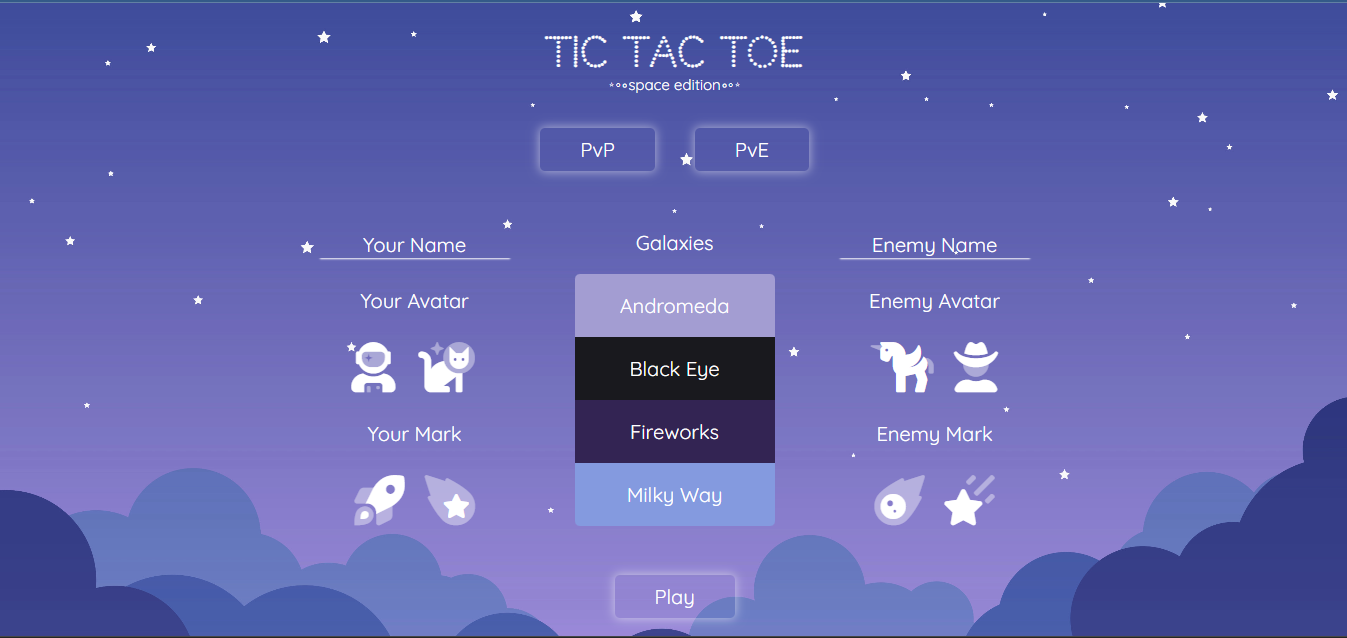 TIC TAC TOE
⋆∘∘space edition∘∘⋆
PvP
PvE
Your Name
Your Avatar
Your Mark
Galaxies
Andromeda
Black Eye
Fireworks
Milky Way
Enemy Name
Enemy Avatar
Enemy Mark
Play